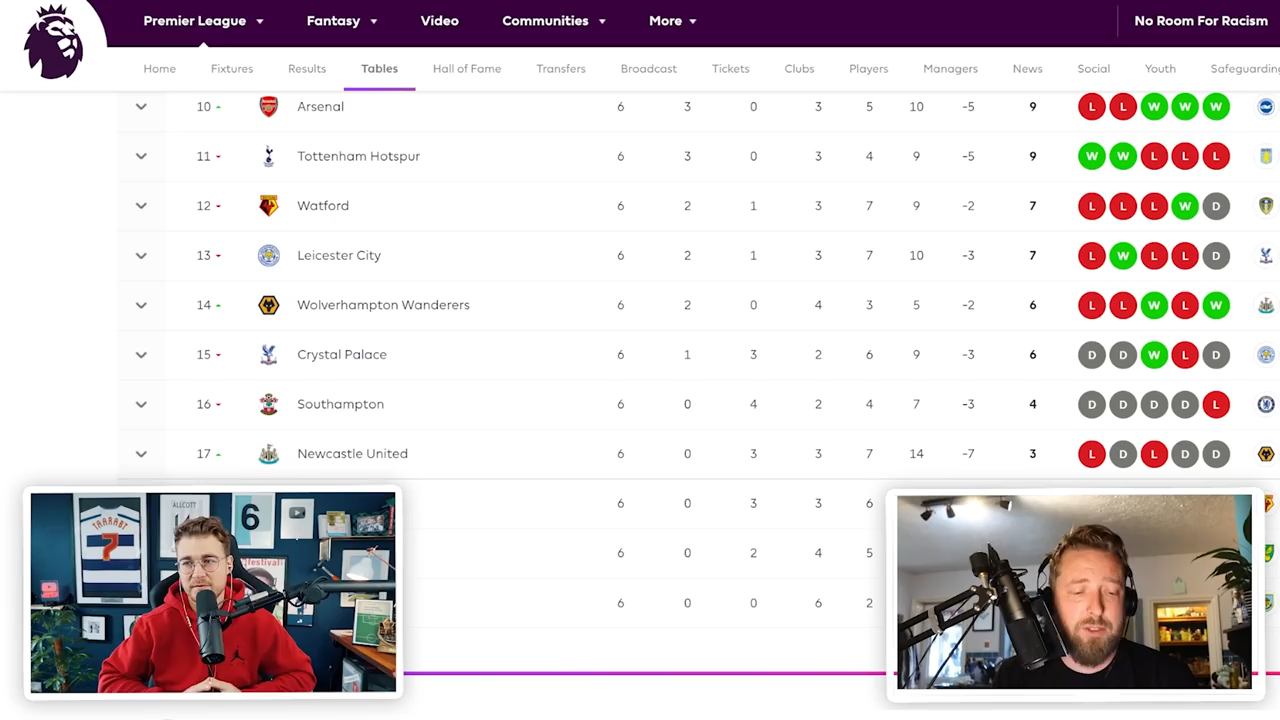 Premier League Fantasy Video Communities More No Room For Racism
Home Fixtures Results Tables Hall of Fame Transfers Broadcast Tickets Clubs Players Managers News Social Youth Safeguarding
10 Arsenal 6 3 0 3 5 10 -5 9 L L W W W
11 Tottenham Hotspur 6 3 0 3 4 9 -5 9 W W L L L
12 Watford 6 2 1 3 7 9 -2 7 L L L W D
13 Leicester City 6 2 1 3 7 10 -3 7 L W L L D
14 Wolverhampton Wanderers 6 2 0 4 3 5 -2 6 L L W L W
15 Crystal Palace 6 1 3 2 6 9 -3 6 D D W L D
16 Southampton 6 0 4 2 4 7 -3 4 D D D D L
17 Newcastle United 6 0 3 3 7 14 -7 3 L D L D D
6 0 3 3 6
6 0 2 4 5
6 0 0 6 2
TAARABT
7
ALLCOTT
6
festival